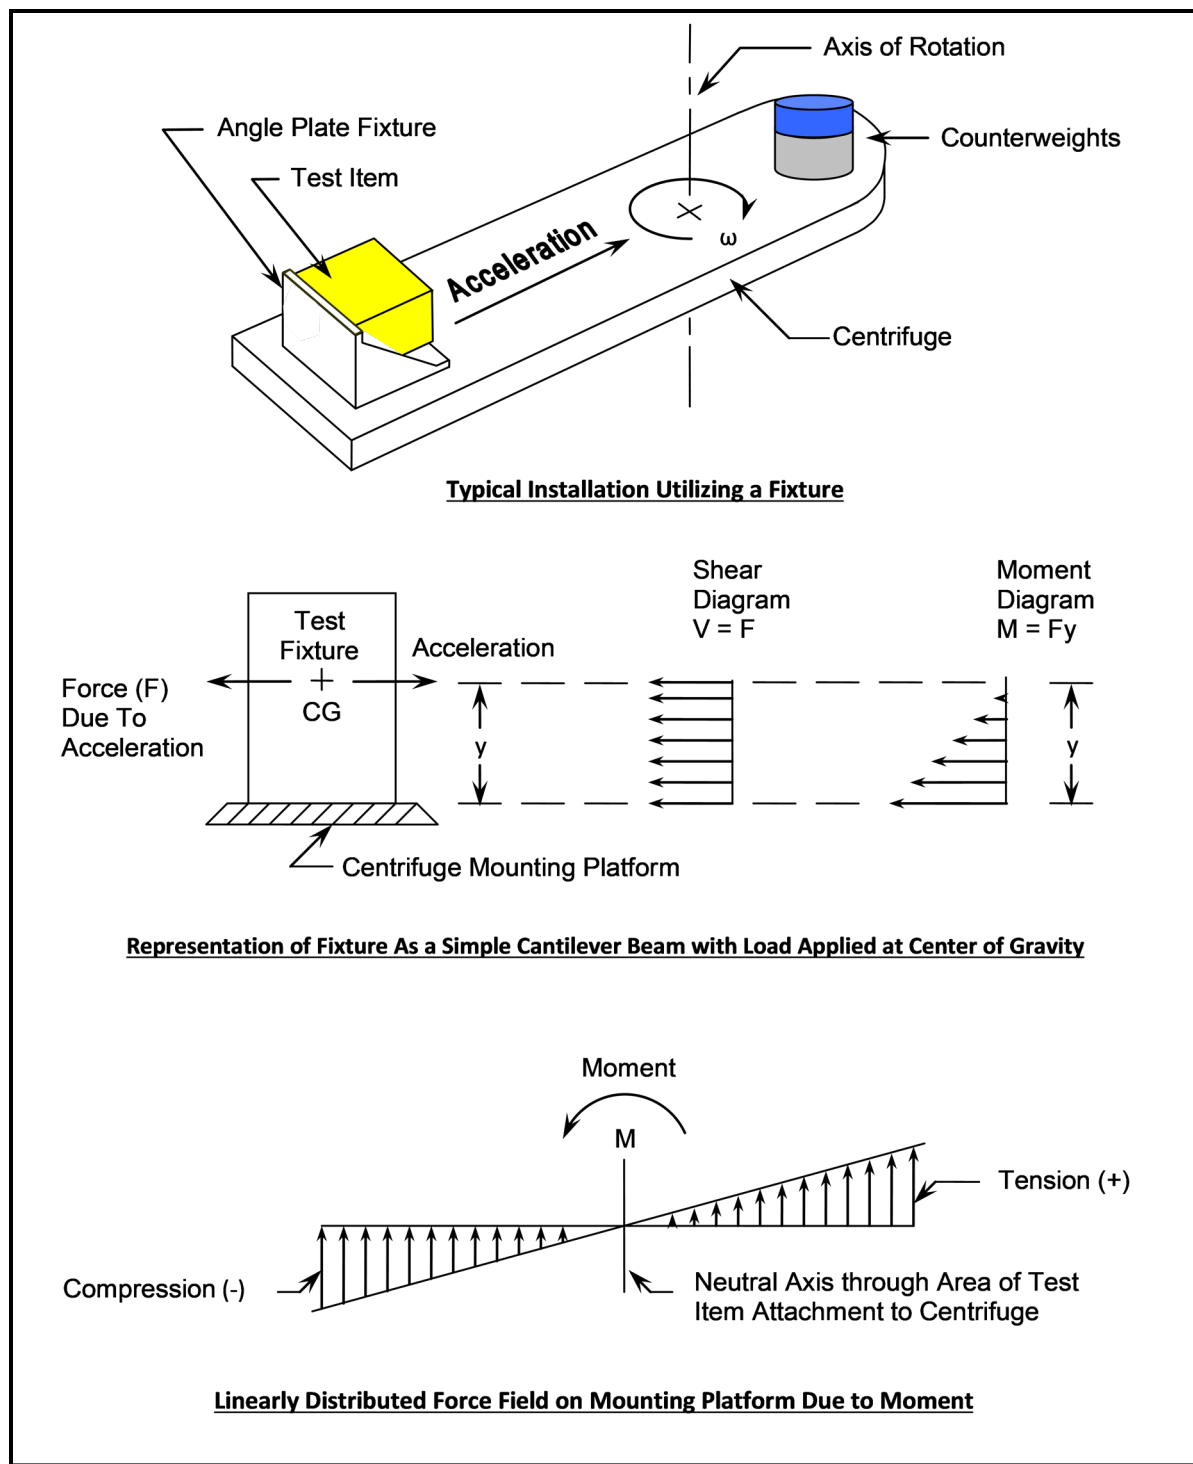 Axis of Rotation
Angle Plate Fixture
Counterweights
Test Item
Acceleration
ω
Centrifuge
Typical Installation Utilizing a Fixture
Shear
Diagram
V = F
Moment
Diagram
M = Fy
Test
Fixture
Acceleration
Force (F)
Due To
Acceleration
CG
y
y
Centrifuge Mounting Platform
Representation of Fixture As a Simple Cantilever Beam with Load Applied at Center of Gravity
Moment
M
Tension (+)
Compression (-)
Neutral Axis through Area of Test
Item Attachment to Centrifuge
Linearly Distributed Force Field on Mounting Platform Due to Moment